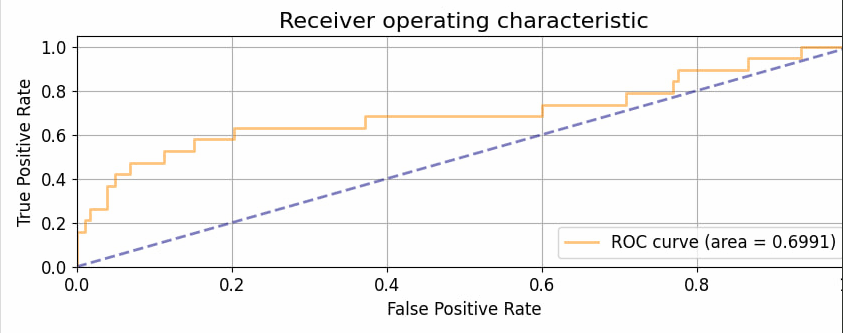 Receiver operating characteristic
True Positive Rate
1.0
0.8
0.6
0.4
0.2
0.0
ROC curve (area = 0.6991)
0.0 0.2 0.4 0.6 0.8
False Positive Rate